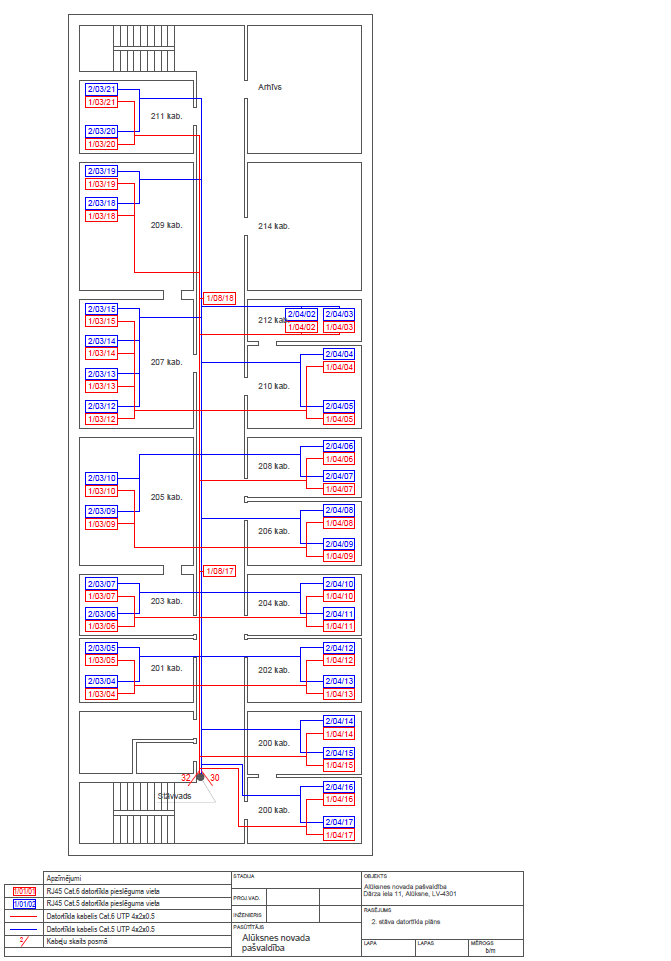 Arhīvs
2/03/21
1/03/21
211 kab.
2/03/20
1/03/20
2/03/19
1/03/19
2/03/18
1/03/18
209 kab.
214 kab.
1/08/18
2/03/15
1/03/15
2/03/14
1/03/14
207 kab.
2/03/13
1/03/13
2/03/12
1/03/12
212 kab.
2/04/02
2/04/03
1/04/02
1/04/03
2/04/04
1/04/04
210 kab.
2/04/05
1/04/05
2/04/06
1/04/06
208 kab.
2/04/07
1/04/07
2/03/10
1/03/10
205 kab.
2/03/09
1/03/09
2/04/08
1/04/08
206 kab.
2/04/09
1/04/09
1/08/17
2/03/07
1/03/07
203 kab.
2/03/06
1/03/06
2/04/10
1/04/10
204 kab.
2/04/11
1/04/11
2/03/05
1/03/05
201 kab.
2/03/04
1/03/04
2/04/12
1/04/12
202 kab.
2/04/13
1/04/13
2/04/14
1/04/14
200 kab.
2/04/15
1/04/15
32
30
Stāvvads
2/04/16
1/04/16
200 kab.
2/04/17
1/04/17
Apzīmējumi
1/01/01 RJ45 Cat.6 datortīkla pieslēguma vieta
1/01/02 RJ45 Cat.5 datortīkla pieslēguma vieta
Datortīkla kabelis Cat.6 UTP 4x2x0.5
Datortīkla kabelis Cat.5 UTP 4x2x0.5
2 Kabeļu skaits posmā
STADIJA
PROJ.VAD.
INŽENIERIS
PASŪTĪTĀJS
Alūksnes novada
pašvaldība
OBJEKTS
Alūksnes novada pašvaldība
Dārza iela 11, Alūksne, LV-4301
RASĒJUMS
2. stāva datortīkla plāns
LAPA
LAPAS
MĒROGS
b/m